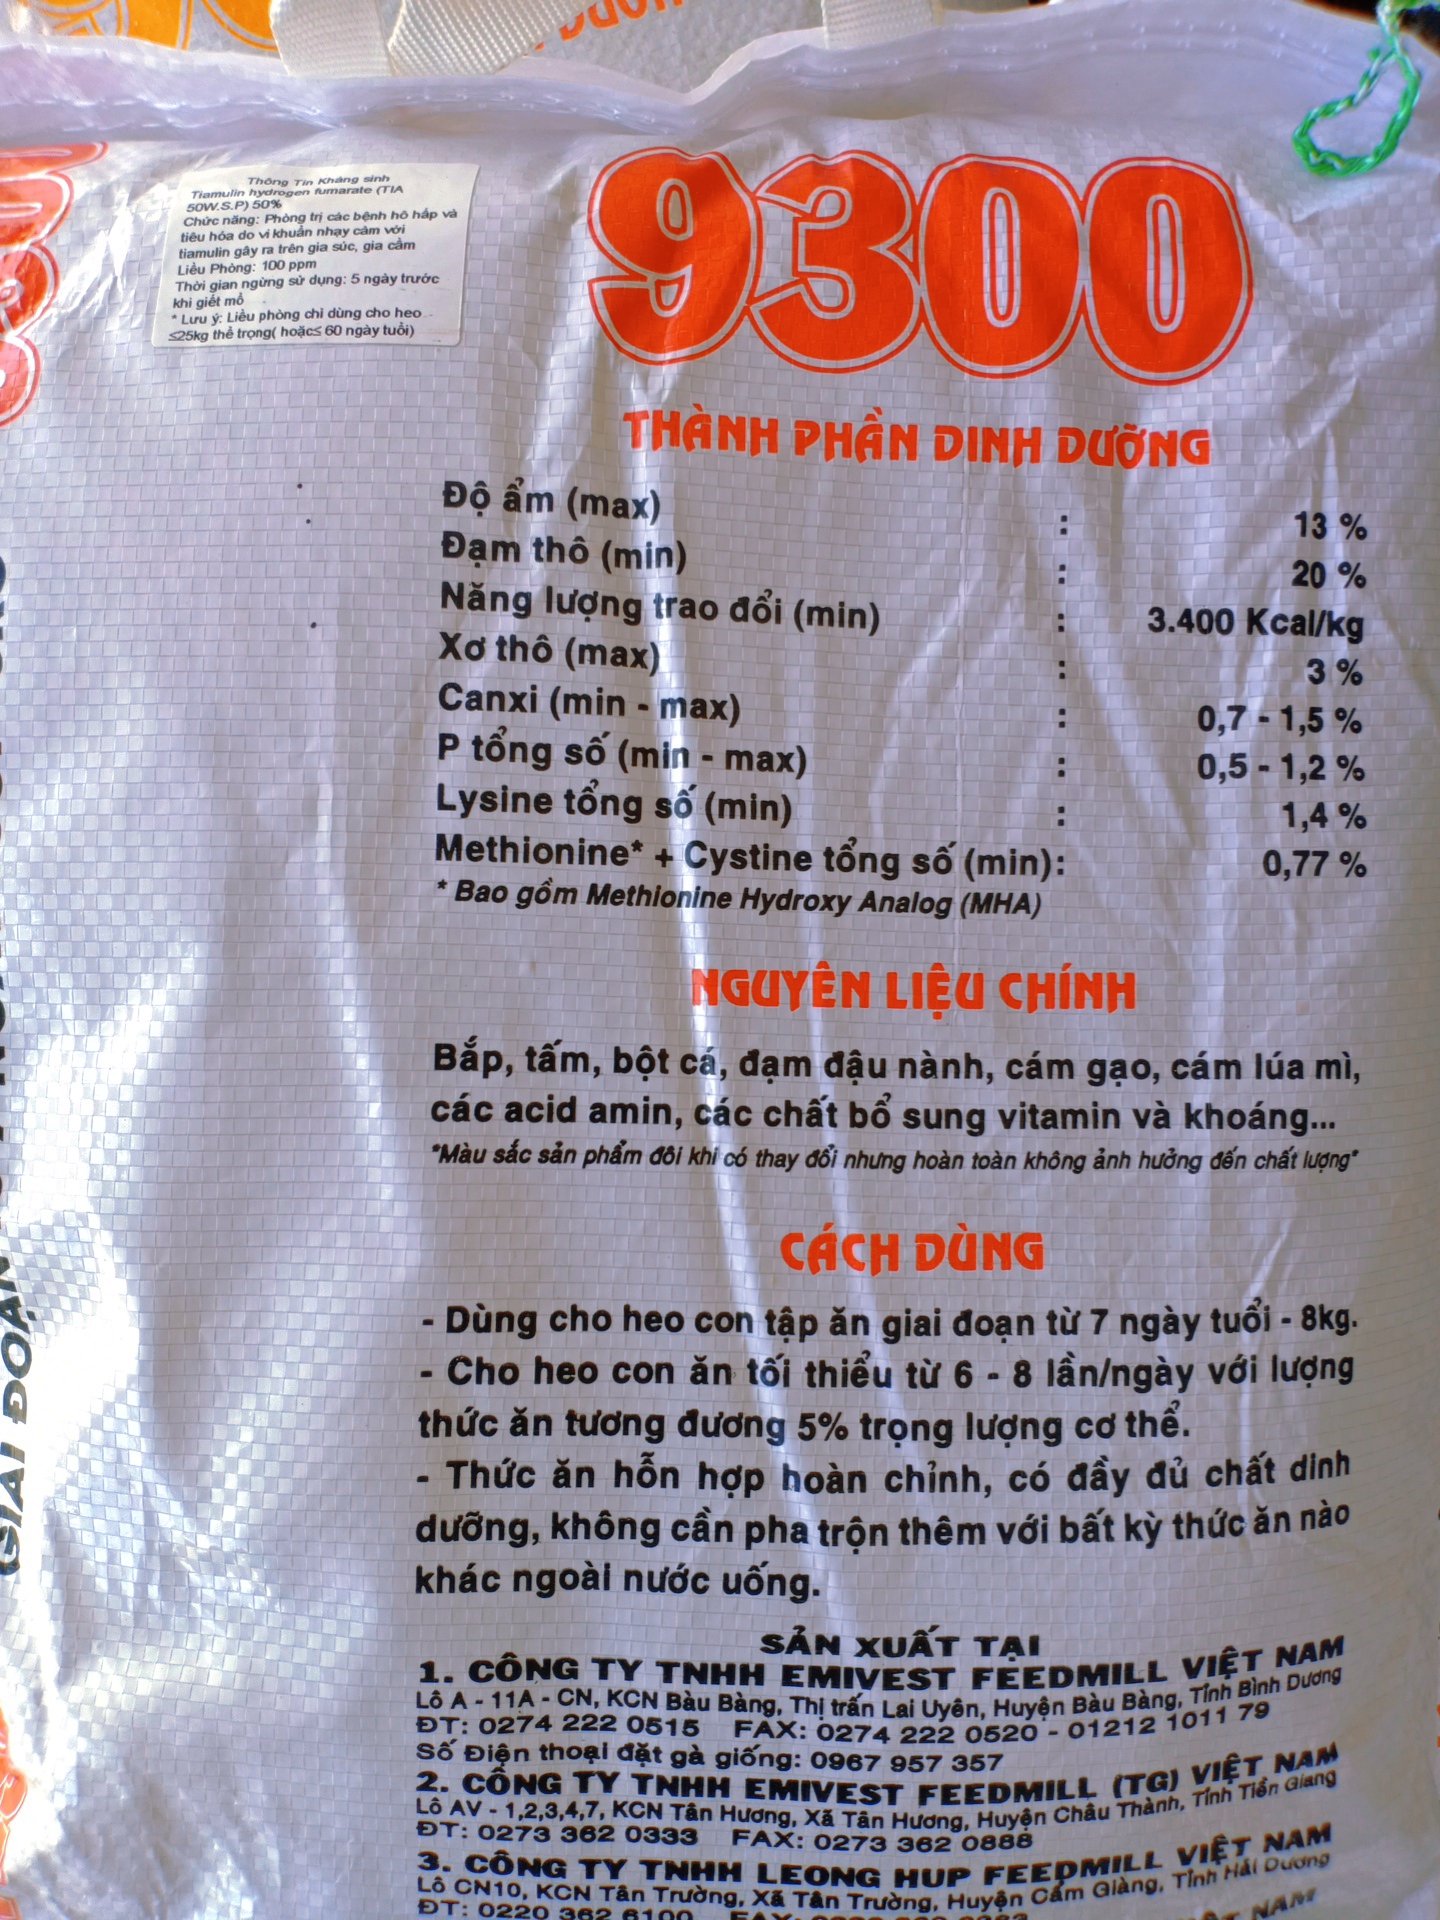 Thông Tin Kháng sinh
Tiamulin hydrogen fumarate (TIA
50W.S.P) 50%
Chức năng: Phòng trị các bệnh hô hấp và
tiêu hóa do vi khuẩn nhạy cảm với
tiamulin gây ra trên gia súc, gia cầm
Liều Phòng: 100 ppm
Thời gian ngừng sử dụng: 5 ngày trước
khi giết mổ
* Lưu ý: Liều phòng chỉ dùng cho heo
≤25kg thể trọng( hoặc≤ 60 ngày tuổi)
9300
THÀNH PHẦN DINH DƯỠNG
Độ ẩm (max) : 13 %
Đạm thô (min) : 20 %
Năng lượng trao đổi (min) : 3.400 Kcal/kg
Xơ thô (max) : 3 %
Canxi (min - max) : 0,7 - 1,5 %
P tổng số (min - max) : 0,5 - 1,2 %
Lysine tổng số (min) : 1,4 %
Methionine* + Cystine tổng số (min): 0,77 %
* Bao gồm Methionine Hydroxy Analog (MHA)
NGUYÊN LIỆU CHÍNH
Bắp, tấm, bột cá, đạm đậu nành, cám gạo, cám lúa mì,
các acid amin, các chất bổ sung vitamin và khoáng...
*Màu sắc sản phẩm đôi khi có thay đổi nhưng hoàn toàn không ảnh hưởng đến chất lượng*
CÁCH DÙNG
- Dùng cho heo con tập ăn giai đoạn từ 7 ngày tuổi - 8kg.
- Cho heo con ăn tối thiểu từ 6 - 8 lần/ngày với lượng
thức ăn tương đương 5% trọng lượng cơ thể.
- Thức ăn hỗn hợp hoàn chỉnh, có đầy đủ chất dinh
dưỡng, không cần pha trộn thêm với bất kỳ thức ăn nào
khác ngoài nước uống.
SẢN XUẤT TẠI
1. CÔNG TY TNHH EMIVEST FEEDMILL VIỆT NAM
Lô A - 11A - CN, KCN Bàu Bàng, Thị trấn Lai Uyên, Huyện Bàu Bàng, Tỉnh Bình Dương
ĐT: 0274 222 0515 FAX: 0274 222 0520 - 01212 1011 79
Số Điện thoại đặt gà giống: 0967 957 357
2. CÔNG TY TNHH EMIVEST FEEDMILL (TG) VIỆT NAM
Lô AV - 1,2,3,4,7, KCN Tân Hương, Xã Tân Hương, Huyện Châu Thành, Tỉnh Tiền Giang
ĐT: 0273 362 0333 FAX: 0273 362 0888
3. CÔNG TY TNHH LEONG HUP FEEDMILL VIỆT NAM
Lô CN10, KCN Tân Trường, Xã Tân Trường, Huyện Cẩm Giàng, Tỉnh Hải Dương
ĐT: 0220 362 6100 FAX:
VIỆT NAM
GIAI ĐOẠN